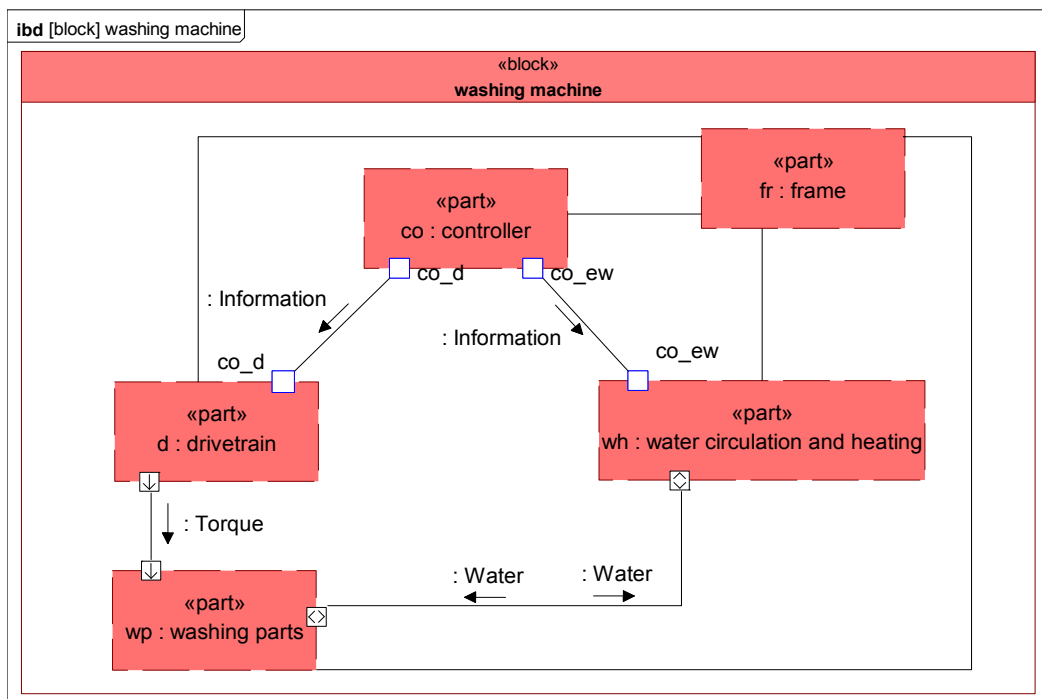 ibd [block] washing machine
«block»
washing machine
«part»
fr : frame
«part»
co : controller
co_d
co_ew
: Information
: Information
co_d
co_ew
«part»
d : drivetrain
«part»
wh : water circulation and heating
: Torque
: Water
: Water
«part»
wp : washing parts